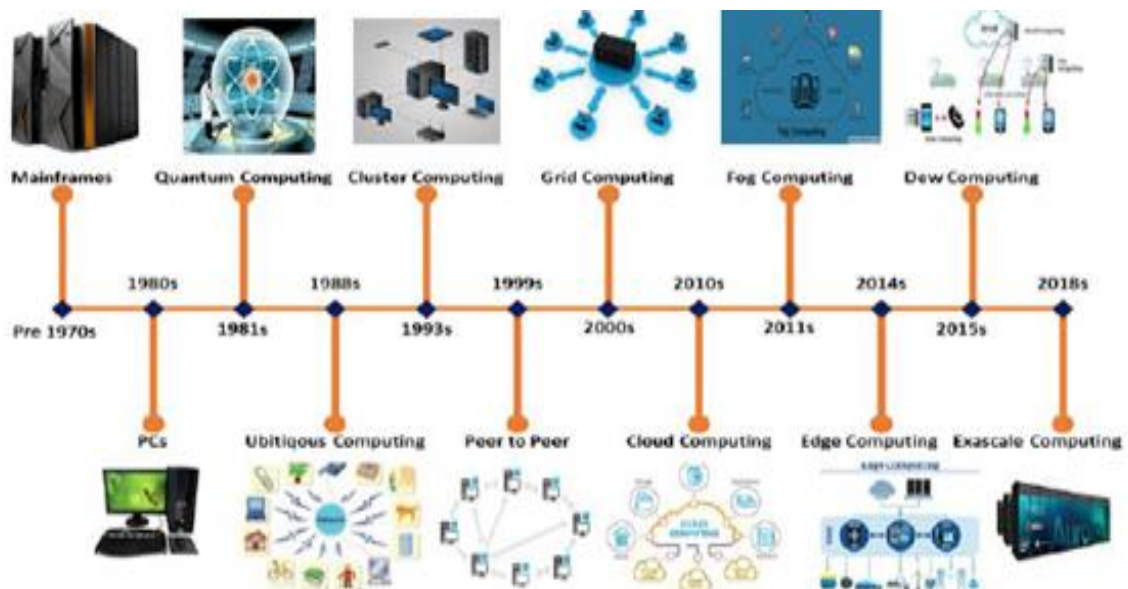 Mainframes
Quantum Computing
Cluster Computing
Grid Computing
Fog Computing
Dew Computing
1980s
1988s
1999s
2010s
2014s
2018s
Pre 1970s
1981s
1993s
2000s
2011s
2015s
PCs
Ubitiqous Computing
Peer to Peer
Cloud Computing
Edge Computing
Exascale Computing